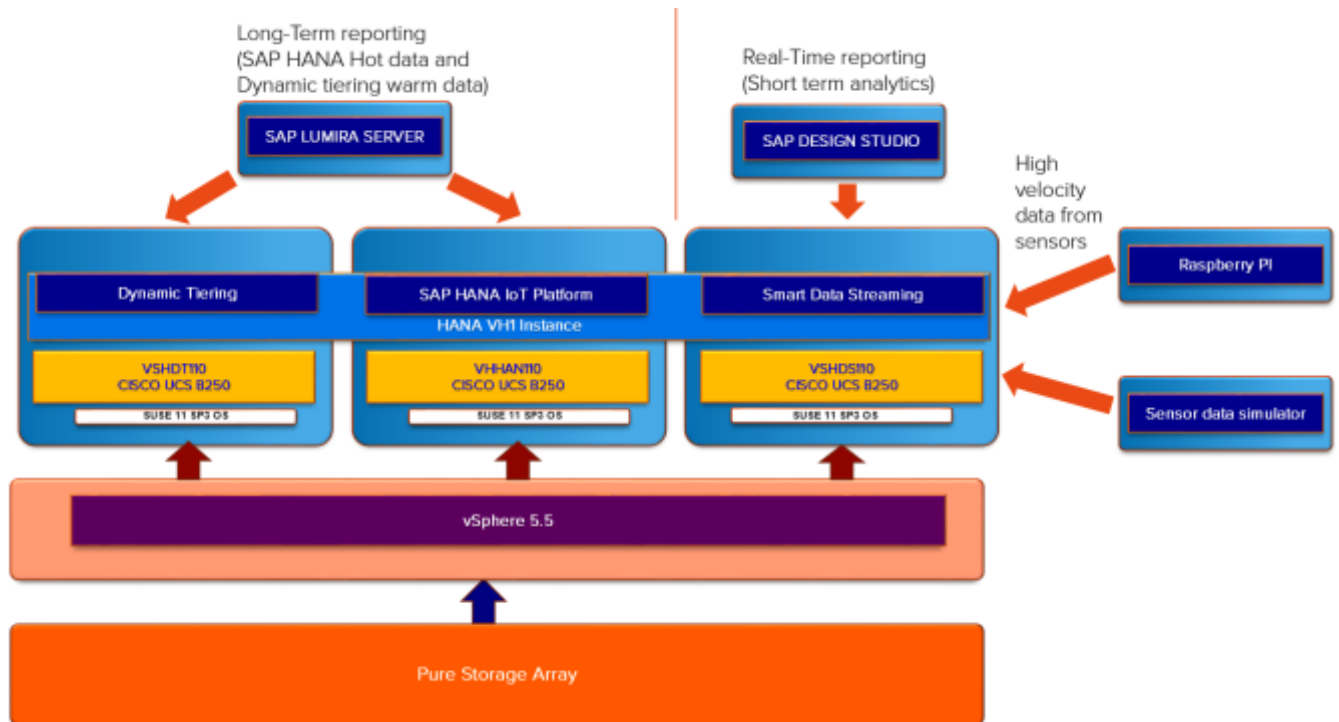 Long-Term reporting
(SAP HANA Hot data and
Dynamic tiering warm data)
SAP LUMIRA SERVER
Real-Time reporting
(Short term analytics)
SAP DESIGN STUDIO
High
velocity
data from
sensors
Raspberry PI
Sensor data simulator
Dynamic Tiering
SAP HANA IoT Platform
Smart Data Streaming
HANA VH1 Instance
VSHDT110
CISCO UCS B250
SUSE 11 SP3 OS
VHHAN110
CISCO UCS B250
SUSE 11 SP3 OS
VSHDS110
CISCO UCS B250
SUSE 11 SP3 OS
vSphere 5.5
Pure Storage Array